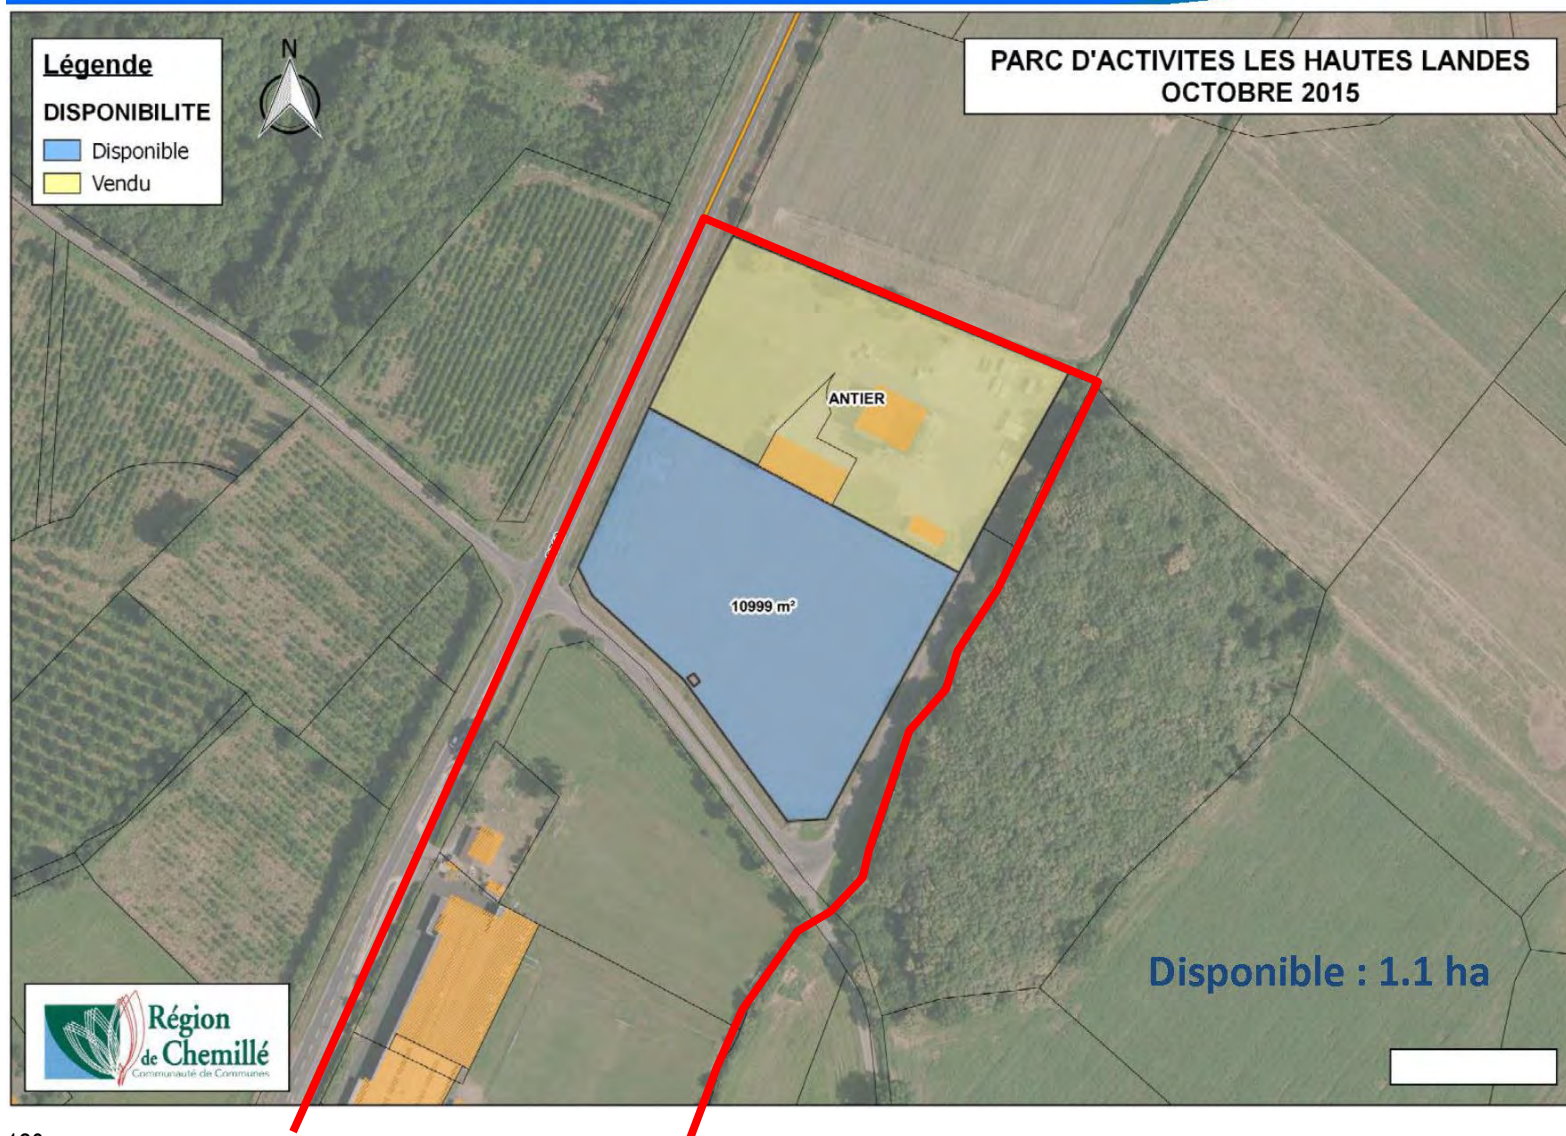 Légende
DISPONIBILITE
Disponible
Vendu
N
PARC D'ACTIVITES LES HAUTES LANDES
OCTOBRE 2015
ANTIER
10999 m²
Disponible : 1.1 ha
Région
de Chemillé
Communauté de Communes